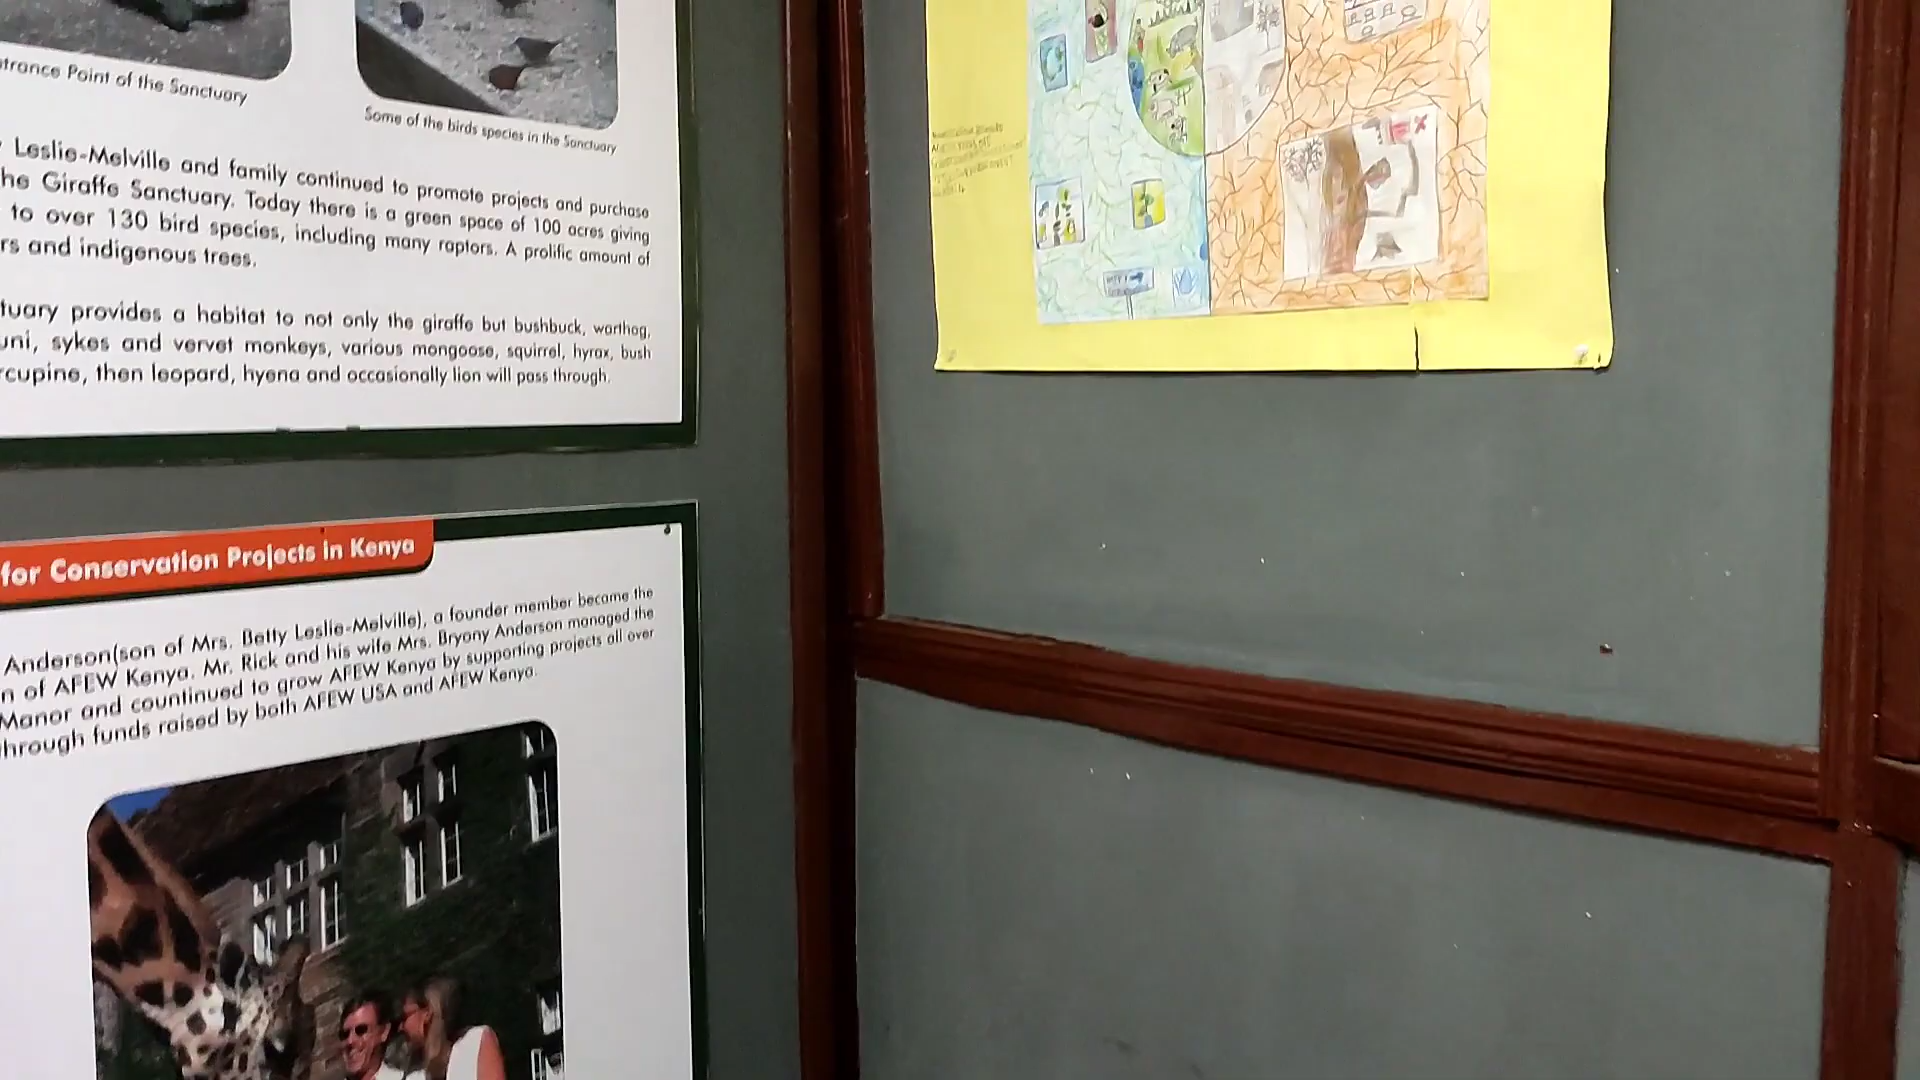 trance Point of the Sanctuary
Some of the birds species in the Sanctuary
Leslie-Melville and family continued to promote projects and purchase
he Giraffe Sanctuary. Today there is a green space of 100 acres giving
to over 130 bird species, including many raptors. A prolific amount of
rs and indigenous trees.
tuary provides a habitat to not only the giraffe but bushbuck, warthog,
uni, sykes and vervet monkeys, various mongoose, squirrel, hyrax, bush
rcupine, then leopard, hyena and occasionally lion will pass through.
for Conservation Projects in Kenya
Anderson(son of Mrs. Betty Leslie-Melville), a founder member became the
n of AFEW Kenya. Mr. Rick and his wife Mrs. Bryony Anderson managed the
Manor and countinued to grow AFEW Kenya by supporting projects all over
hrough funds raised by both AFEW USA and AFEW Kenya.